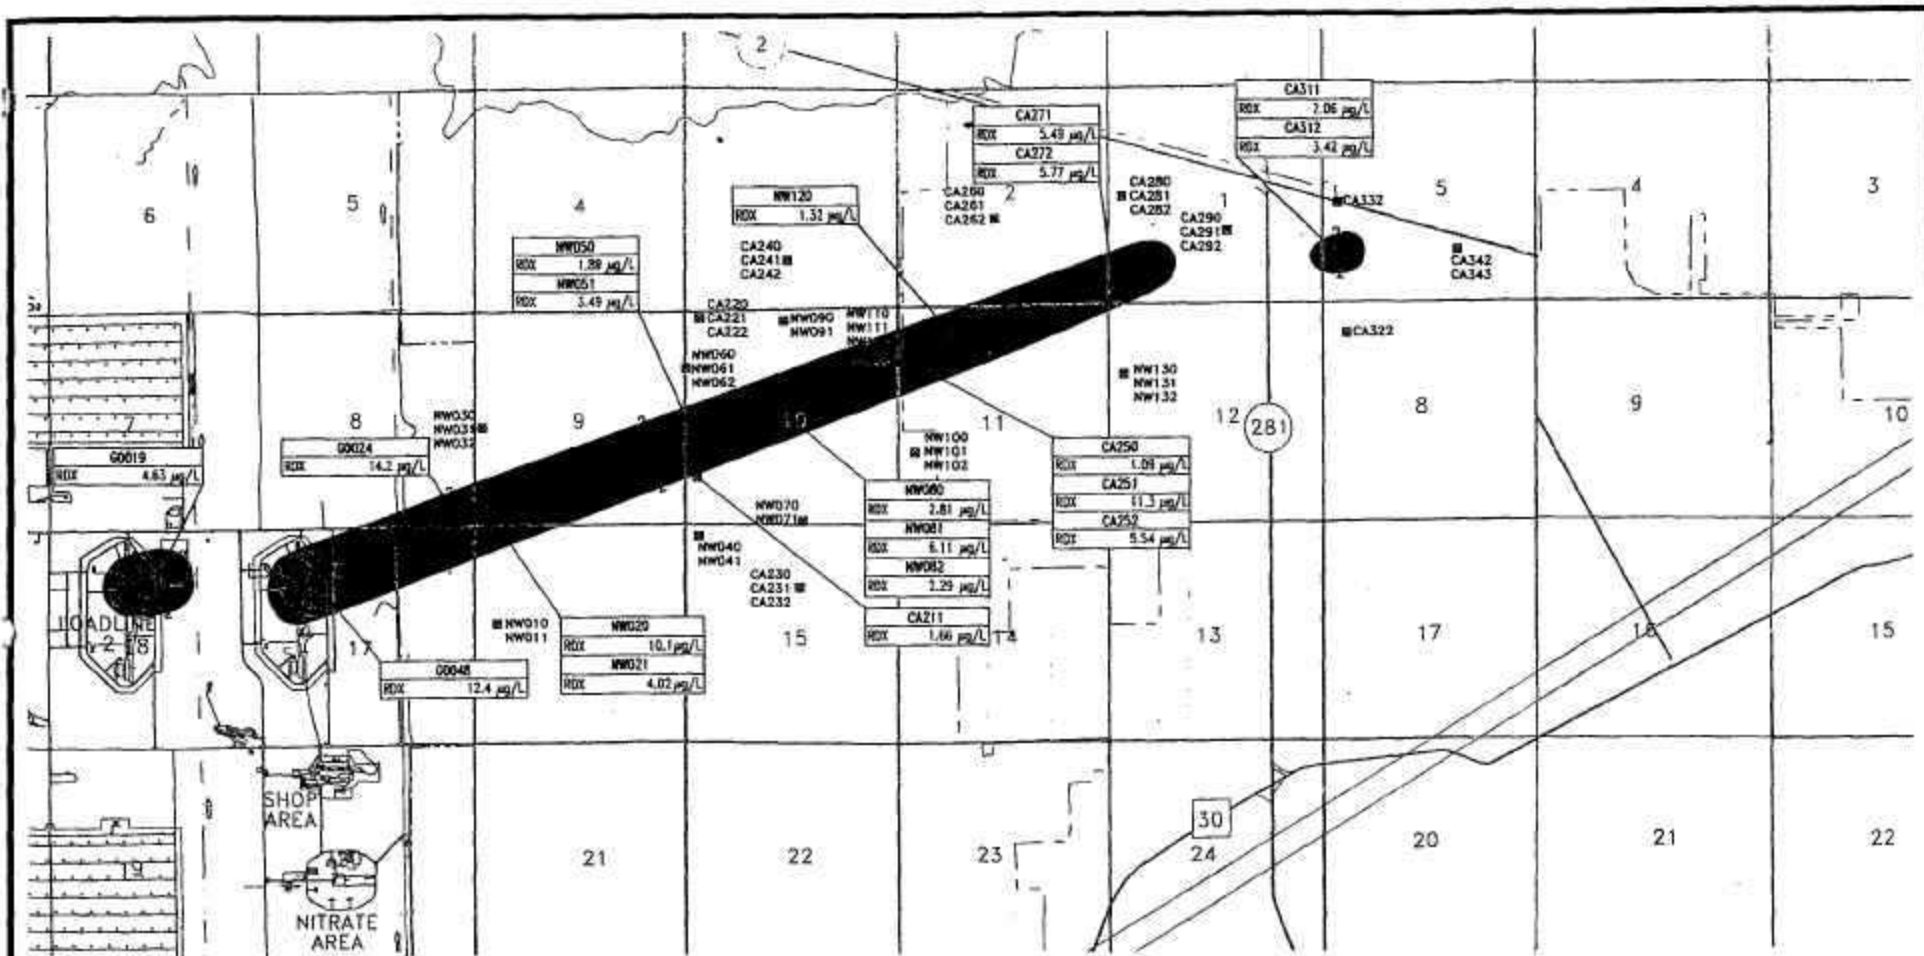 2
CA311
RDX 2.06 µg/L
CA312
RDX 3.42 µg/L
CA271
RDX 5.49 µg/L
CA272
RDX 5.77 µg/L
6
5
4
2
1
5
4
3
NW120
RDX 1.32 µg/L
CA260
CA261
CA262
CA280
CA281
CA282
CA290
CA291
CA292
CA332
CA342
CA343
NW050
RDX 1.88 µg/L
NW051
RDX 3.49 µg/L
CA240
CA241
CA242
CA220
CA221
CA222
NW090
NW091
NW110
NW111
CA322
NW060
NW061
NW062
NW130
NW131
NW132
7
8
9
10
11
12
281
8
9
10
NW030
NW031
NW032
G0024
RDX 14.2 µg/L
G0019
RDX 4.63 µg/L
NW100
NW101
NW102
CA250
RDX 1.09 µg/L
CA251
RDX 11.3 µg/L
CA252
RDX 5.54 µg/L
NW080
RDX 2.81 µg/L
NW081
RDX 6.11 µg/L
NW082
RDX 2.29 µg/L
NW070
NW071
NW040
NW041
CA230
CA231
CA232
CA211
RDX 1.66 µg/L
LOADLINE
2
18
17
NW010
NW011
NW020
RDX 10.1 µg/L
NW021
RDX 4.02 µg/L
G0048
RDX 12.4 µg/L
15
14
13
17
16
15
SHOP
AREA
30
19
21
22
23
24
20
21
22
NITRATE
AREA